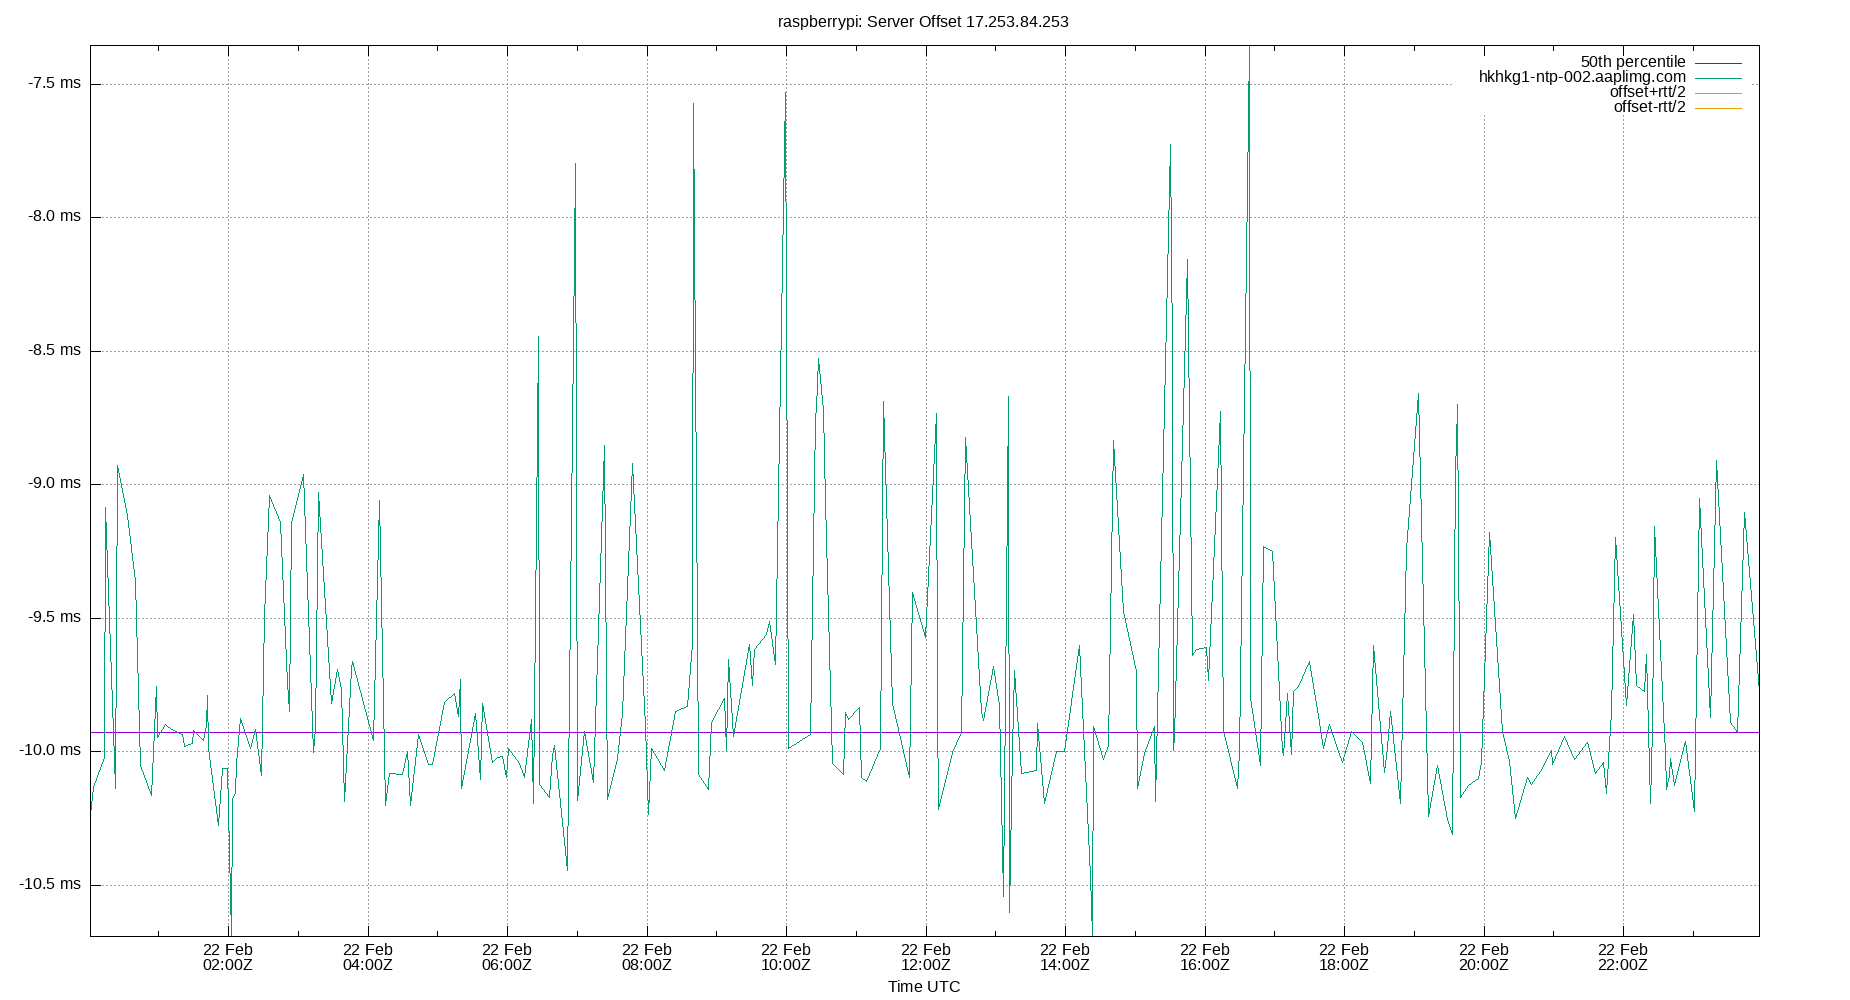 raspberrypi: Server Offset 17.253.84.253
50th percentile
hkhkg1-ntp-002.aaplimg.com
offset+rtt/2
offset-rtt/2
-7.5 ms
-8.0 ms
-8.5 ms
-9.0 ms
-9.5 ms
-10.0 ms
-10.5 ms
22 Feb 22 Feb 22 Feb 22 Feb 22 Feb 22 Feb 22 Feb 22 Feb 22 Feb 22 Feb 22 Feb
02:00Z 04:00Z 06:00Z 08:00Z 10:00Z 12:00Z 14:00Z 16:00Z 18:00Z 20:00Z 22:00Z
Time UTC